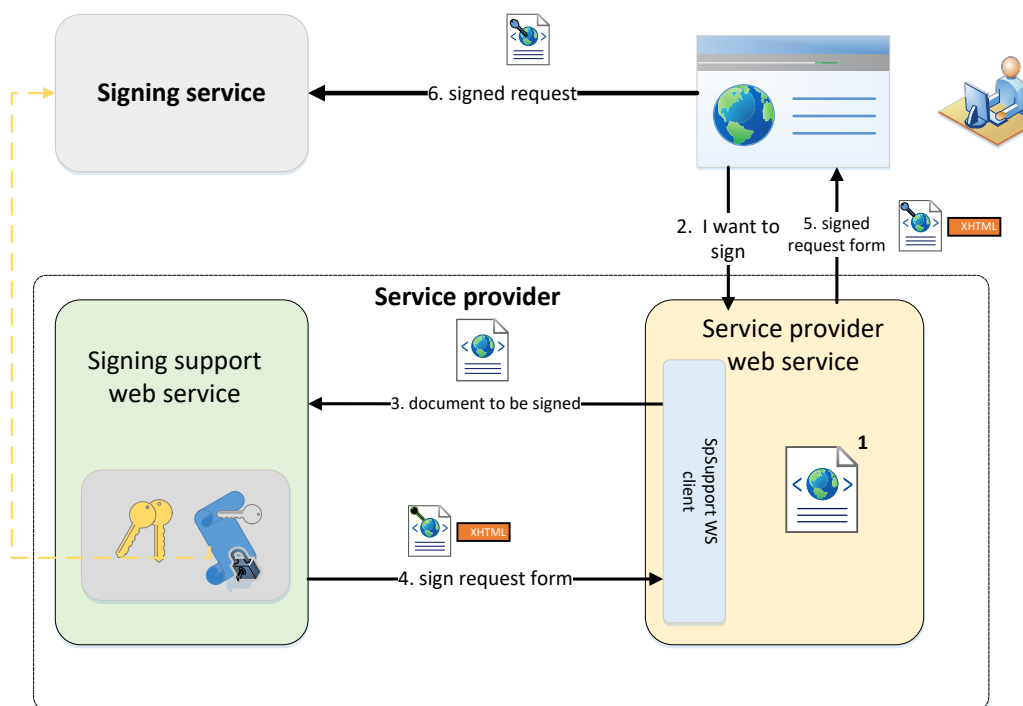 Signing service
6. signed request
2. I want to
sign
5. signed
request form
XHTML
Service provider
Signing support
web service
Service provider
web service
3. document to be signed
1
SpSupport WS
client
XHTML
4. sign request form